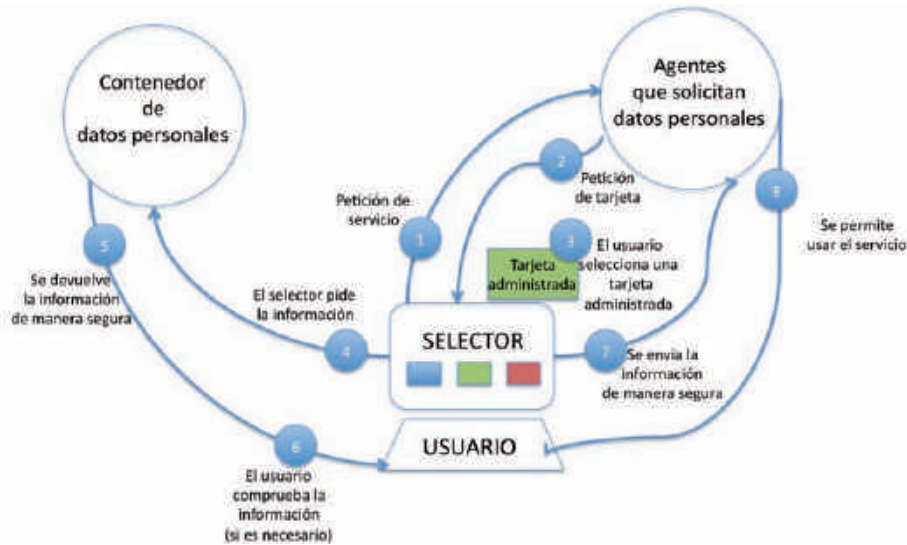 Contenedor
de
datos personales
Agentes
que solicitan
datos personales
Petición de
servicio
1
2
Petición
de tarjeta
3
Tarjeta
administrada
El usuario
selecciona una
tarjeta
administrada
8
Se permite
usar el servicio
5
Se devuelve
la información
de manera segura
El selector pide
la información
4
SELECTOR
7
Se envía la
información
de manera segura
USUARIO
6
El usuario
comprueba la
información
(si es necesario)